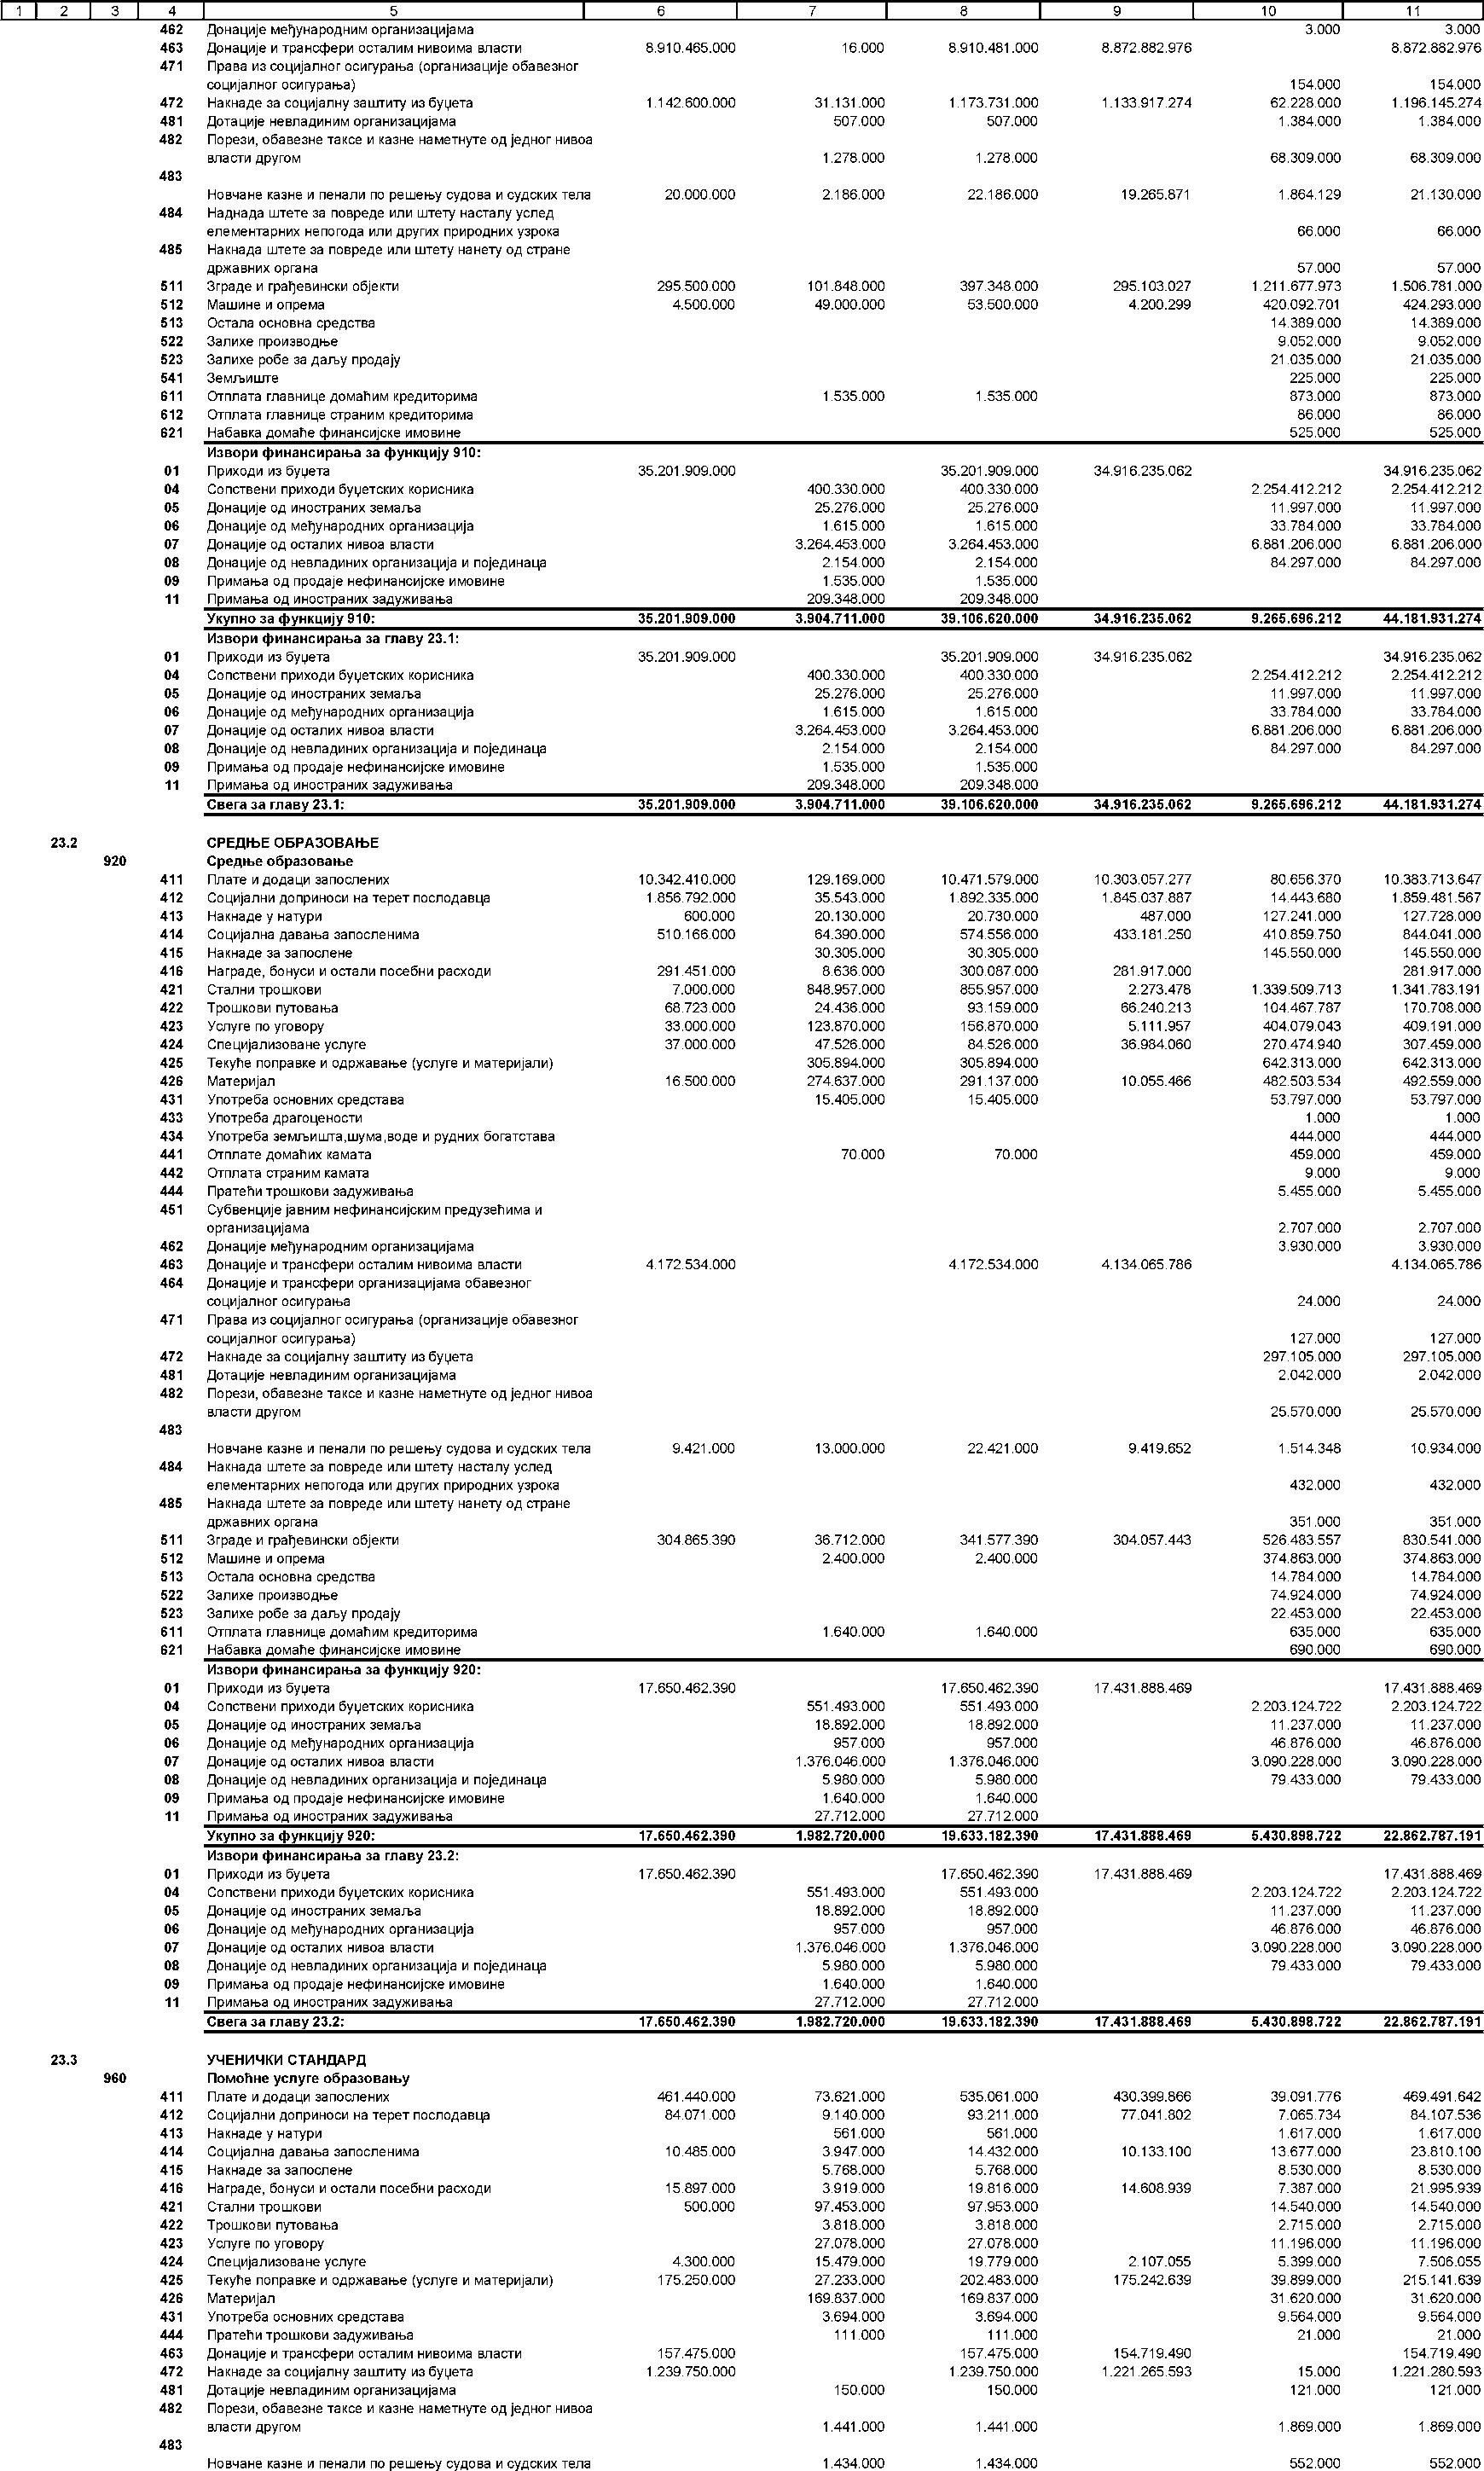 1 2 3 4 5 6 7 8 9 10 11
462 Донације међународним организацијама 3.000 3.000
463 Донације и трансфери осталим нивоима власти 8.910.465.000 16.000 8.910.481.000 8.872.882.976 8.872.882.976
471 Права из социјалног осигурања (организације обавезног
социјалног осигурања) 154.000 154.000
472 Накнаде за социјалну заштиту из буџета 1.142.600.000 31.131.000 1.173.731.000 1.133.917.274 62.228.000 1.196.145.274
481 Дотације невладиним организацијама 507.000 507.000 1.384.000 1.384.000
482 Порези, обавезне таксе и казне наметнуте од једног нивоа
власти другом 1.278.000 1.278.000 68.309.000 68.309.000
483
Новчане казне и пенали по решењу судова и судских тела 20.000.000 2.186.000 22.186.000 19.265.871 1.864.129 21.130.000
484 Наднада штете за повреде или штету насталу услед
елементарних непогода или других природних узрока 66.000 66.000
485 Накнада штете за повреде или штету нанету од стране
државних органа 57.000 57.000
511 Зграде и грађевински објекти 295.500.000 101.848.000 397.348.000 295.103.027 1.211.677.973 1.506.781.000
512 Машине и опрема 4.500.000 49.000.000 53.500.000 4.200.299 420.092.701 424.293.000
513 Остала основна средства 14.389.000 14.389.000
522 Залихе производње 9.052.000 9.052.000
523 Залихе робе за даљу продају 21.035.000 21.035.000
541 Земљиште 225.000 225.000
611 Отплата главнице домаћим кредиторима 1.535.000 1.535.000 873.000 873.000
612 Отплата главнице страним кредиторима 86.000 86.000
621 Набавка домаће финансијске имовине 525.000 525.000
Извори финансирања за функцију 910:
01 Приходи из буџета 35.201.909.000 35.201.909.000 34.916.235.062 34.916.235.062
04 Сопствени приходи буџетских корисника 400.330.000 400.330.000 2.254.412.212 2.254.412.212
05 Донације од иностраних земаља 25.276.000 25.276.000 11.997.000 11.997.000
06 Донације од међународних организација 1.615.000 1.615.000 33.784.000 33.784.000
07 Донације од осталих нивоа власти 3.264.453.000 3.264.453.000 6.881.206.000 6.881.206.000
08 Донације од невладиних организација и појединаца 2.154.000 2.154.000 84.297.000 84.297.000
09 Примања од продаје нефинансијске имовине 1.535.000 1.535.000
11 Примања од иностраних задуживања 209.348.000 209.348.000
Укупно за функцију 910: 35.201.909.000 3.904.711.000 39.106.620.000 34.916.235.062 9.265.696.212 44.181.931.274
Извори финансирања за главу 23.1:
01 Приходи из буџета 35.201.909.000 35.201.909.000 34.916.235.062 34.916.235.062
04 Сопствени приходи буџетских корисника 400.330.000 400.330.000 2.254.412.212 2.254.412.212
05 Донације од иностраних земаља 25.276.000 25.276.000 11.997.000 11.997.000
06 Донације од међународних организација 1.615.000 1.615.000 33.784.000 33.784.000
07 Донације од осталих нивоа власти 3.264.453.000 3.264.453.000 6.881.206.000 6.881.206.000
08 Донације од невладиних организација и појединаца 2.154.000 2.154.000 84.297.000 84.297.000
09 Примања од продаје нефинансијске имовине 1.535.000 1.535.000
11 Примања од иностраних задуживања 209.348.000 209.348.000
Свега за главу 23.1: 35.201.909.000 3.904.711.000 39.106.620.000 34.916.235.062 9.265.696.212 44.181.931.274
23.2 СРЕДЊЕ ОБРАЗОВАЊЕ
920 Средње образовање
411 Плате и додаци запослених 10.342.410.000 129.169.000 10.471.579.000 10.303.057.277 80.656.370 10.383.713.647
412 Социјални доприноси на терет послодавца 1.856.792.000 35.543.000 1.892.335.000 1.845.037.887 14.443.680 1.859.481.567
413 Накнаде у натури 600.000 20.130.000 20.730.000 487.000 127.241.000 127.728.000
414 Социјална давања запосленима 510.166.000 64.390.000 574.556.000 433.181.250 410.859.750 844.041.000
415 Накнаде за запослене 30.305.000 30.305.000 145.550.000 145.550.000
416 Награде, бонуси и остали посебни расходи 291.451.000 8.636.000 300.087.000 281.917.000 281.917.000
421 Стални трошкови 7.000.000 848.957.000 855.957.000 2.273.478 1.339.509.713 1.341.783.191
422 Трошкови путовања 68.723.000 24.436.000 93.159.000 66.240.213 104.467.787 170.708.000
423 Услуге по уговору 33.000.000 123.870.000 156.870.000 5.111.957 404.079.043 409.191.000
424 Специјализоване услуге 37.000.000 47.526.000 84.526.000 36.984.060 270.474.940 307.459.000
425 Текуће поправке и одржавање (услуге и материјали) 305.894.000 305.894.000 642.313.000 642.313.000
426 Материјал 16.500.000 274.637.000 291.137.000 10.055.466 482.503.534 492.559.000
431 Употреба основних средстава 15.405.000 15.405.000 53.797.000 53.797.000
433 Употреба драгоцености 1.000 1.000
434 Употреба земљишта,шума,воде и рудних богатстава 444.000 444.000
441 Отплате домаћих камата 70.000 70.000 459.000 459.000
442 Отплата страним камата 9.000 9.000
444 Пратећи трошкови задуживања 5.455.000 5.455.000
451 Субвенције јавним нефинансијским предузећима и
организацијама 2.707.000 2.707.000
462 Донације међународним организацијама 3.930.000 3.930.000
463 Донације и трансфери осталим нивоима власти 4.172.534.000 4.172.534.000 4.134.065.786 4.134.065.786
464 Донације и трансфери организацијама обавезног
социјалног осигурања 24.000 24.000
471 Права из социјалног осигурања (организације обавезног
социјалног осигурања) 127.000 127.000
472 Накнаде за социјалну заштиту из буџета 297.105.000 297.105.000
481 Дотације невладиним организацијама 2.042.000 2.042.000
482 Порези, обавезне таксе и казне наметнуте од једног нивоа
власти другом 25.570.000 25.570.000
483
Новчане казне и пенали по решењу судова и судских тела 9.421.000 13.000.000 22.421.000 9.419.652 1.514.348 10.934.000
484 Накнада штете за повреде или штету насталу услед
елементарних непогода или других природних узрока 432.000 432.000
485 Накнада штете за повреде или штету нанету од стране
државних органа 351.000 351.000
511 Зграде и грађевински објекти 304.865.390 36.712.000 341.577.390 304.057.443 526.483.557 830.541.000
512 Машине и опрема 2.400.000 2.400.000 374.863.000 374.863.000
513 Остала основна средства 14.784.000 14.784.000
522 Залихе производње 74.924.000 74.924.000
523 Залихе робе за даљу продају 22.453.000 22.453.000
611 Отплата главнице домаћим кредиторима 1.640.000 1.640.000 635.000 635.000
621 Набавка домаће финансијске имовине 690.000 690.000
Извори финансирања за функцију 920:
01 Приходи из буџета 17.650.462.390 17.650.462.390 17.431.888.469 17.431.888.469
04 Сопствени приходи буџетских корисника 551.493.000 551.493.000 2.203.124.722 2.203.124.722
05 Донације од иностраних земаља 18.892.000 18.892.000 11.237.000 11.237.000
06 Донације од међународних организација 957.000 957.000 46.876.000 46.876.000
07 Донације од осталих нивоа власти 1.376.046.000 1.376.046.000 3.090.228.000 3.090.228.000
08 Донације од невладиних организација и појединаца 5.980.000 5.980.000 79.433.000 79.433.000
09 Примања од продаје нефинансијске имовине 1.640.000 1.640.000
11 Примања од иностраних задуживања 27.712.000 27.712.000
Укупно за функцију 920: 17.650.462.390 1.982.720.000 19.633.182.390 17.431.888.469 5.430.898.722 22.862.787.191
Извори финансирања за главу 23.2:
01 Приходи из буџета 17.650.462.390 17.650.462.390 17.431.888.469 17.431.888.469
04 Сопствени приходи буџетских корисника 551.493.000 551.493.000 2.203.124.722 2.203.124.722
05 Донације од иностраних земаља 18.892.000 18.892.000 11.237.000 11.237.000
06 Донације од међународних организација 957.000 957.000 46.876.000 46.876.000
07 Донације од осталих нивоа власти 1.376.046.000 1.376.046.000 3.090.228.000 3.090.228.000
08 Донације од невладиних организација и појединаца 5.980.000 5.980.000 79.433.000 79.433.000
09 Примања од продаје нефинансијске имовине 1.640.000 1.640.000
11 Примања од иностраних задуживања 27.712.000 27.712.000
Свега за главу 23.2: 17.650.462.390 1.982.720.000 19.633.182.390 17.431.888.469 5.430.898.722 22.862.787.191
23.3 УЧЕНИЧКИ СТАНДАРД
960 Помоћне услуге образовању
411 Плате и додаци запослених 461.440.000 73.621.000 535.061.000 430.399.866 39.091.776 469.491.642
412 Социјални доприноси на терет послодавца 84.071.000 9.140.000 93.211.000 77.041.802 7.065.734 84.107.536
413 Накнаде у натури 561.000 561.000 1.617.000 1.617.000
414 Социјална давања запосленима 10.485.000 3.947.000 14.432.000 10.133.100 13.677.000 23.810.100
415 Накнаде за запослене 5.768.000 5.768.000 8.530.000 8.530.000
416 Награде, бонуси и остали посебни расходи 15.897.000 3.919.000 19.816.000 14.608.939 7.387.000 21.995.939
421 Стални трошкови 500.000 97.453.000 97.953.000 14.540.000 14.540.000
422 Трошкови путовања 3.818.000 3.818.000 2.715.000 2.715.000
423 Услуге по уговору 27.078.000 27.078.000 11.196.000 11.196.000
424 Специјализоване услуге 4.300.000 15.479.000 19.779.000 2.107.055 5.399.000 7.506.055
425 Текуће поправке и одржавање (услуге и материјали) 175.250.000 27.233.000 202.483.000 175.242.639 39.899.000 215.141.639
426 Материјал 169.837.000 169.837.000 31.620.000 31.620.000
431 Употреба основних средстава 3.694.000 3.694.000 9.564.000 9.564.000
444 Пратећи трошкови задуживања 111.000 111.000 21.000 21.000
463 Донације и трансфери осталим нивоима власти 157.475.000 157.475.000 154.719.490 154.719.490
472 Накнаде за социјалну заштиту из буџета 1.239.750.000 1.239.750.000 1.221.265.593 15.000 1.221.280.593
481 Дотације невладиним организацијама 150.000 150.000 121.000 121.000
482 Порези, обавезне таксе и казне наметнуте од једног нивоа
власти другом 1.441.000 1.441.000 1.869.000 1.869.000
483
Новчане казне и пенали по решењу судова и судских тела 1.434.000 1.434.000 552.000 552.000